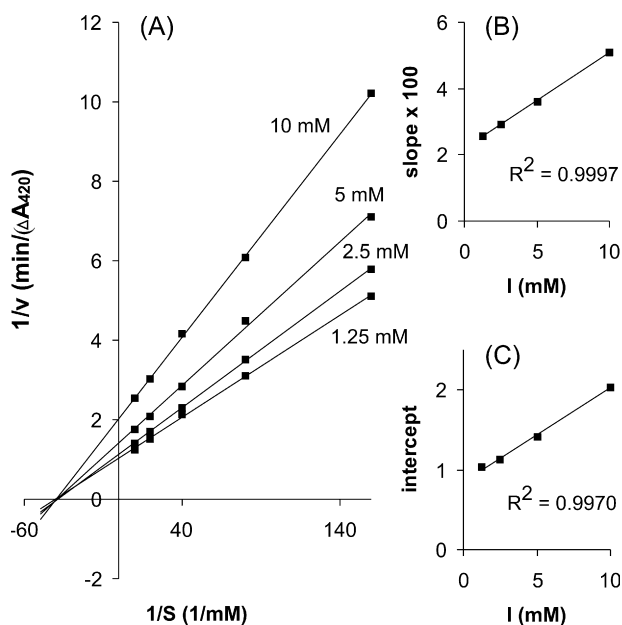 (A)
12
10
8
6
4
2
0
-2
-60
40
140
1/v (min/(ΔA420)
1/S (1/mM)
10 mM
5 mM
2.5 mM
1.25 mM
(B)
6
4
2
0
0
5
10
slope x 100
R² = 0.9997
I (mM)
(C)
2
1
0
0
5
10
intercept
R² = 0.9970
I (mM)